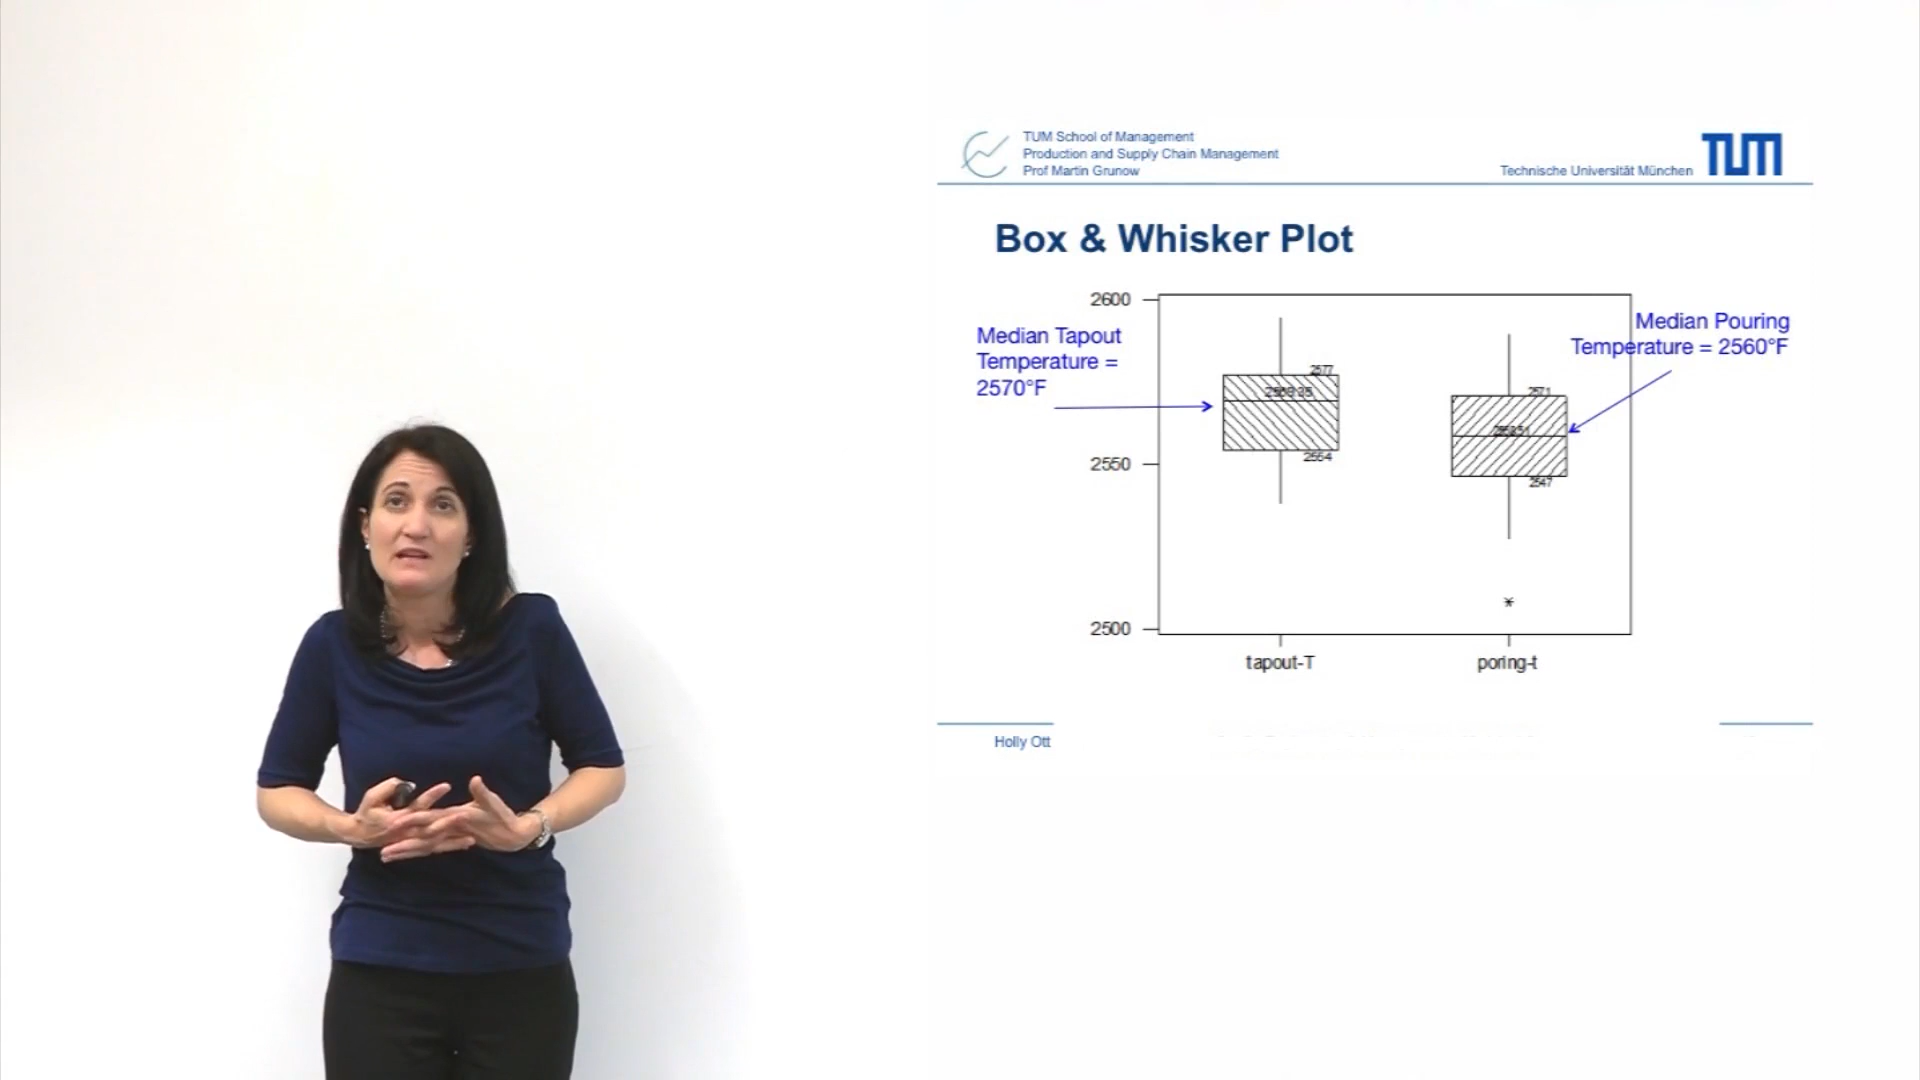 TUM School of Management
Production and Supply Chain Management
Prof Martin Grunow
Technische Universität München
TUM
Box & Whisker Plot
2600
2550
2500
Median Tapout
Temperature =
2570°F
Median Pouring
Temperature = 2560°F
2577
2554
2571
2547
*
tapout-T
poring-t
Holly Ott